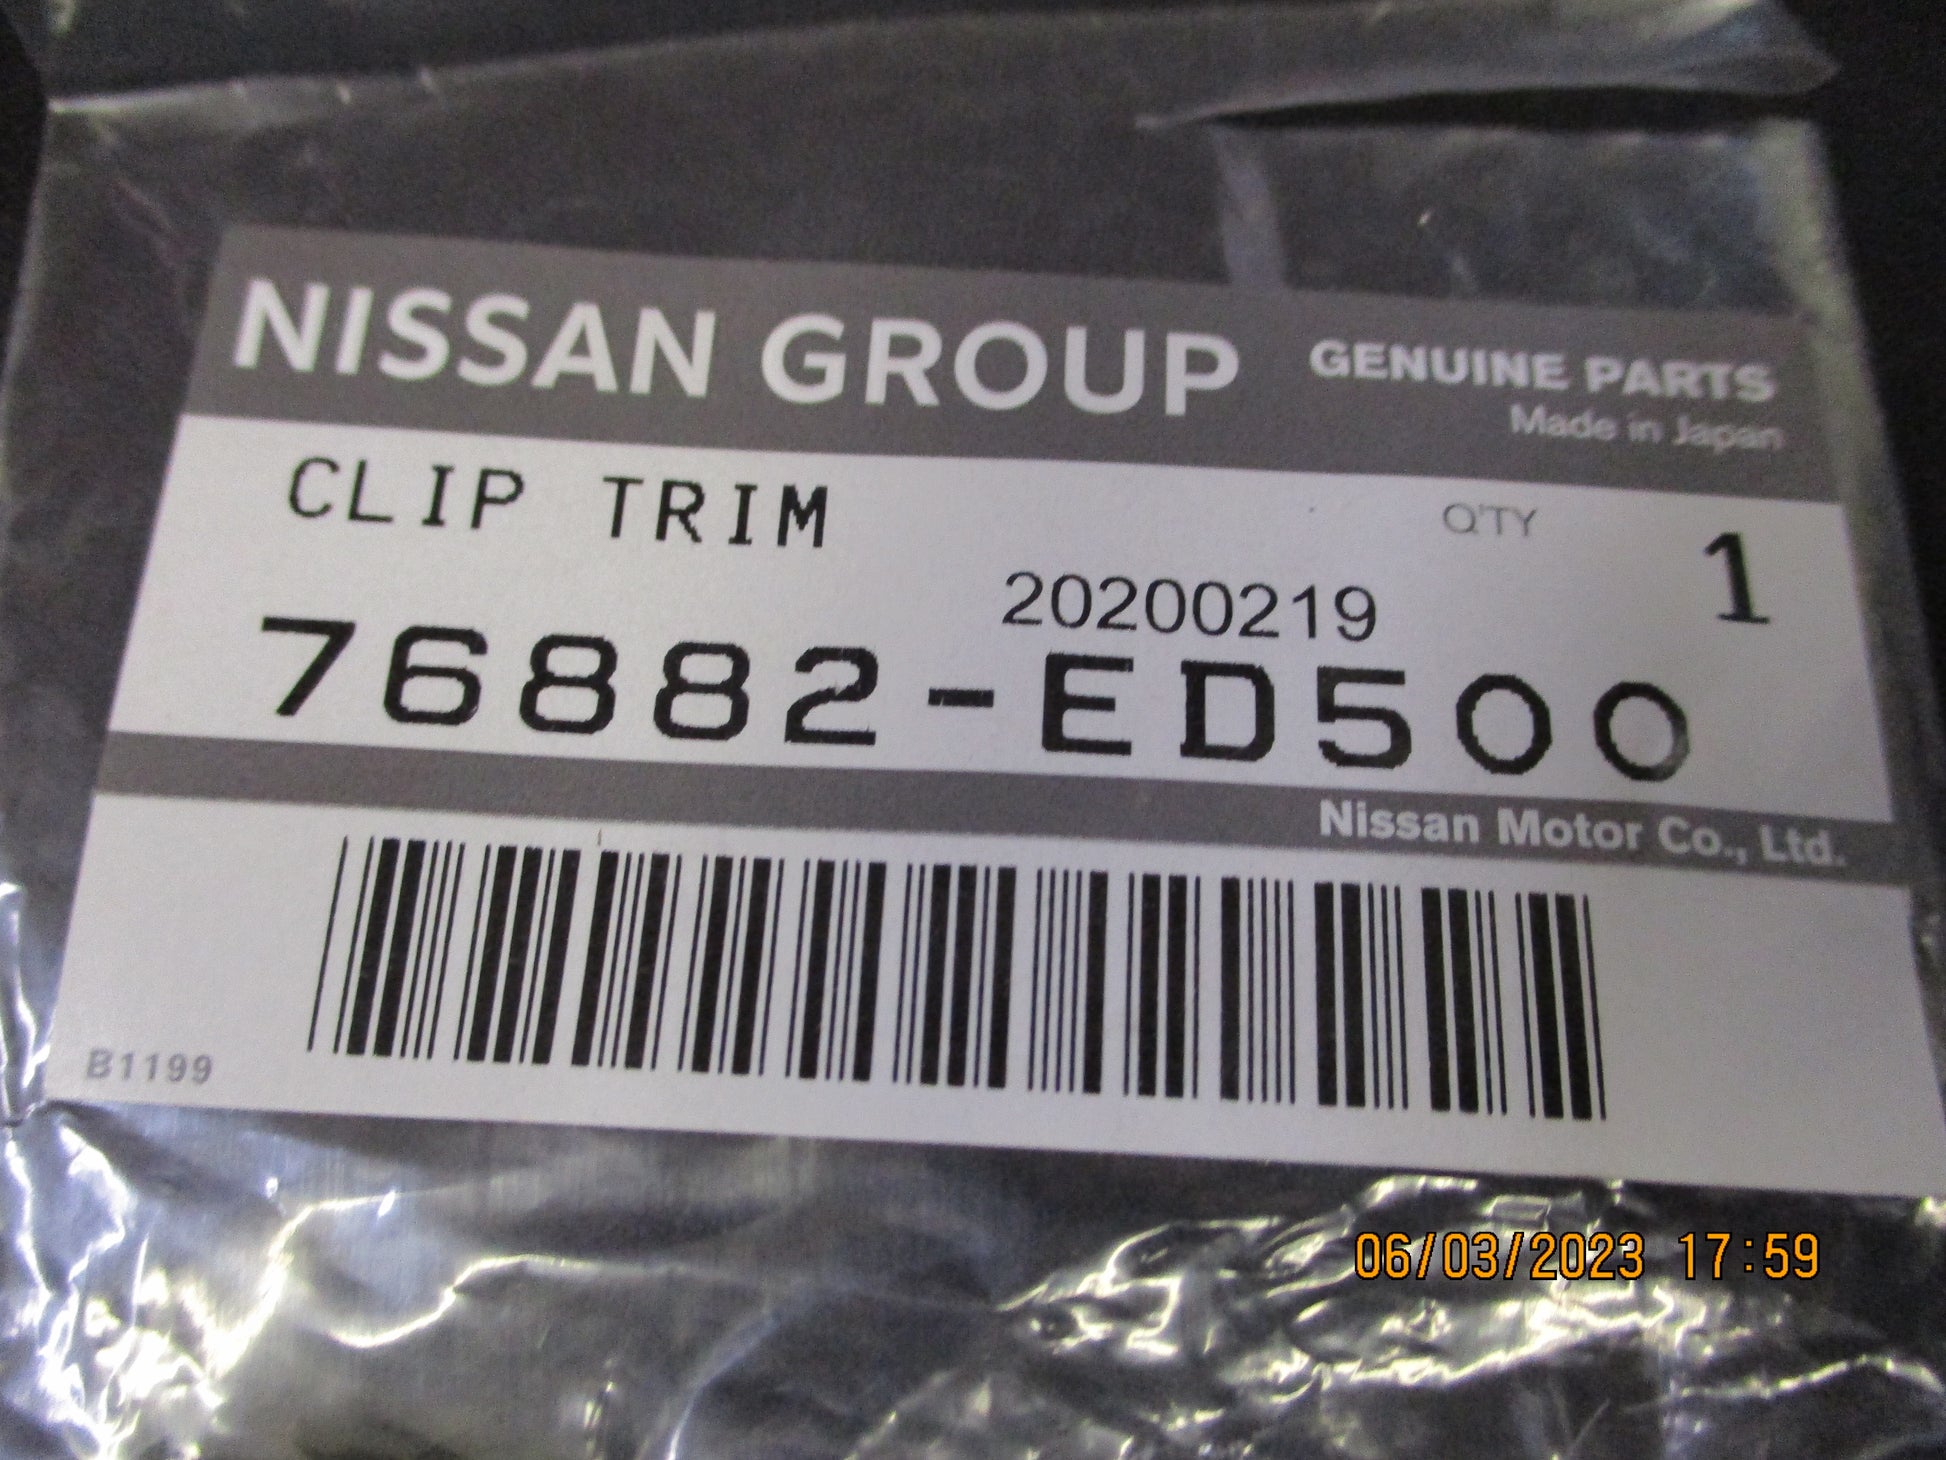 NISSAN GROUP GENUINE PARTS
Made in Japan
CLIP TRIM Q'TY 1
20200219
76882-ED500
Nissan Motor Co., Ltd.
B1199
06/03/2023 17:59